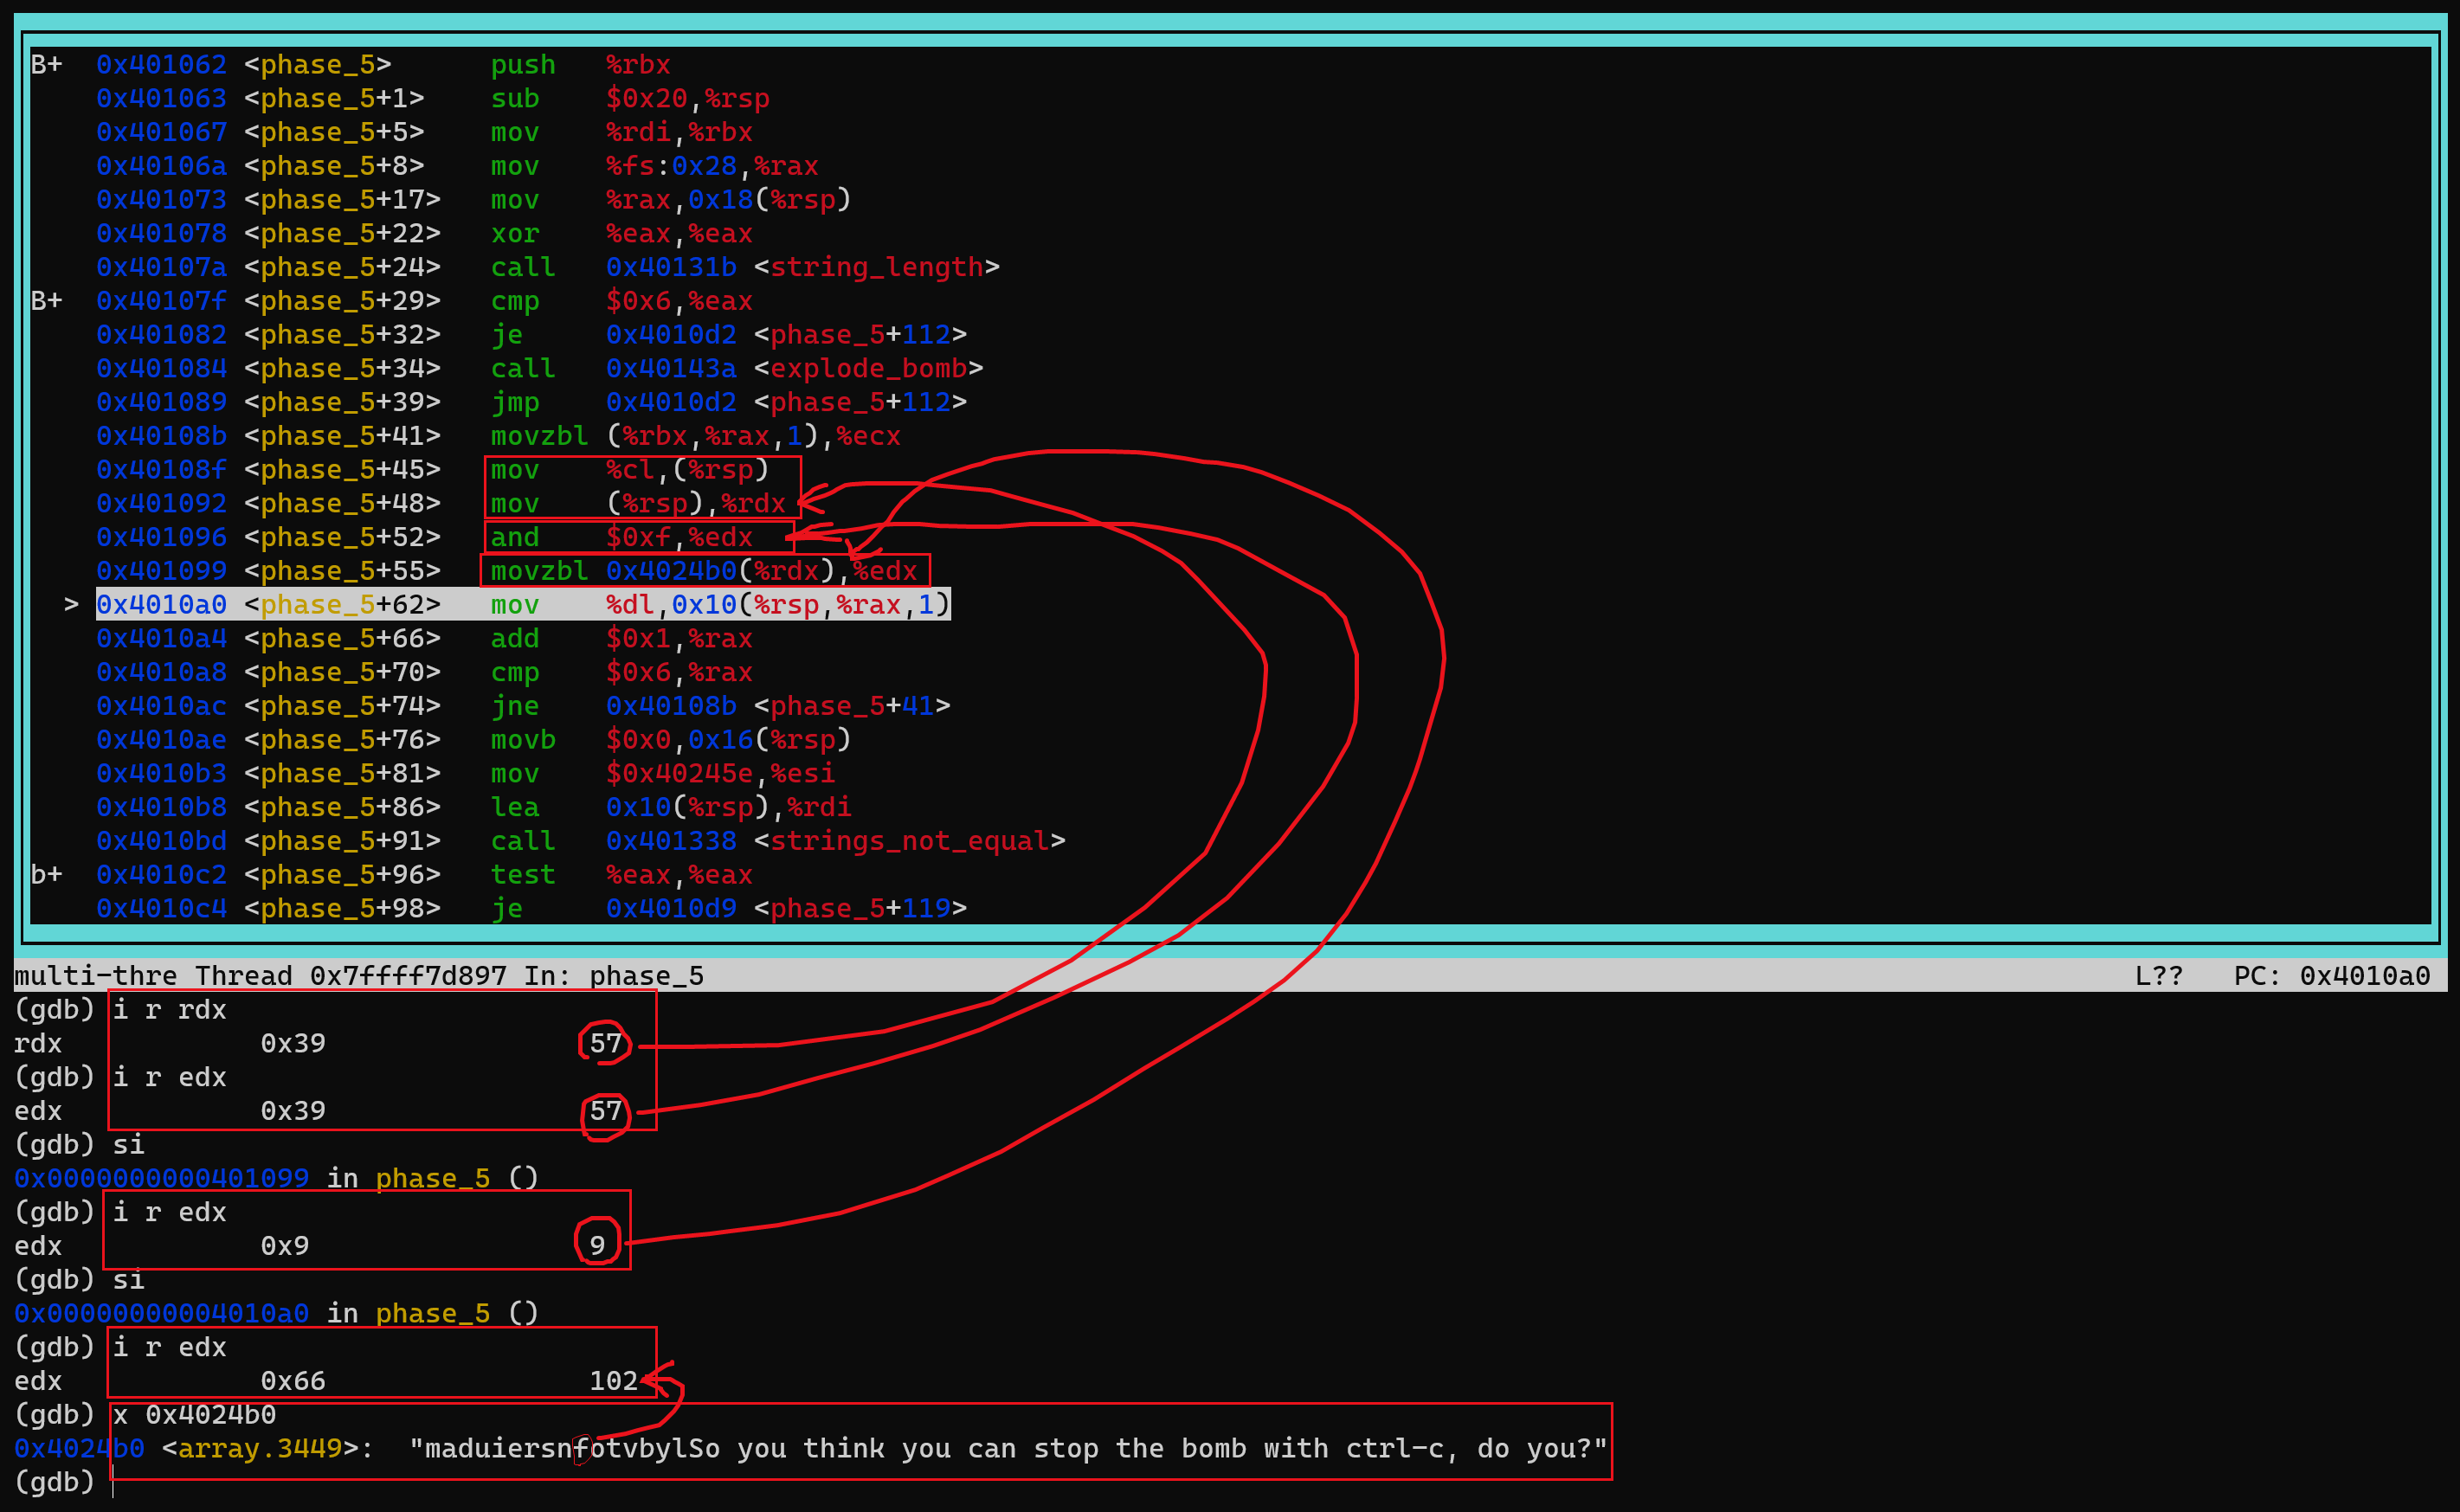 B+  0x401062 <phase_5>      push   %rbx
    0x401063 <phase_5+1>    sub    $0x20,%rsp
    0x401067 <phase_5+5>    mov    %rdi,%rbx
    0x40106a <phase_5+8>    mov    %fs:0x28,%rax
    0x401073 <phase_5+17>   mov    %rax,0x18(%rsp)
    0x401078 <phase_5+22>   xor    %eax,%eax
    0x40107a <phase_5+24>   call   0x40131b <string_length>
B+  0x40107f <phase_5+29>   cmp    $0x6,%eax
    0x401082 <phase_5+32>   je     0x4010d2 <phase_5+112>
    0x401084 <phase_5+34>   call   0x40143a <explode_bomb>
    0x401089 <phase_5+39>   jmp    0x4010d2 <phase_5+112>
    0x40108b <phase_5+41>   movzbl (%rbx,%rax,1),%ecx
    0x40108f <phase_5+45>   mov    %cl,(%rsp)
    0x401092 <phase_5+48>   mov    (%rsp),%rdx
    0x401096 <phase_5+52>   and    $0xf,%edx
    0x401099 <phase_5+55>   movzbl 0x4024b0(%rdx),%edx
  > 0x4010a0 <phase_5+62>   mov    %dl,0x10(%rsp,%rax,1)
    0x4010a4 <phase_5+66>   add    $0x1,%rax
    0x4010a8 <phase_5+70>   cmp    $0x6,%rax
    0x4010ac <phase_5+74>   jne    0x40108b <phase_5+41>
    0x4010ae <phase_5+76>   movb   $0x0,0x16(%rsp)
    0x4010b3 <phase_5+81>   mov    $0x40245e,%esi
    0x4010b8 <phase_5+86>   lea    0x10(%rsp),%rdi
    0x4010bd <phase_5+91>   call   0x401338 <strings_not_equal>
b+  0x4010c2 <phase_5+96>   test   %eax,%eax
    0x4010c4 <phase_5+98>   je     0x4010d9 <phase_5+119>
multi-thre Thread 0x7ffff7d897 In: phase_5 L?? PC: 0x4010a0
(gdb) i r rdx
rdx            0x39                57
(gdb) i r edx
edx            0x39                57
(gdb) si
0x0000000000401099 in phase_5 ()
(gdb) i r edx
edx            0x9                 9
(gdb) si
0x00000000004010a0 in phase_5 ()
(gdb) i r edx
edx            0x66                102
(gdb) x 0x4024b0
0x4024b0 <array.3449>:  "maduiersnfotvbylSo you think you can stop the bomb with ctrl-c, do you?"
(gdb)